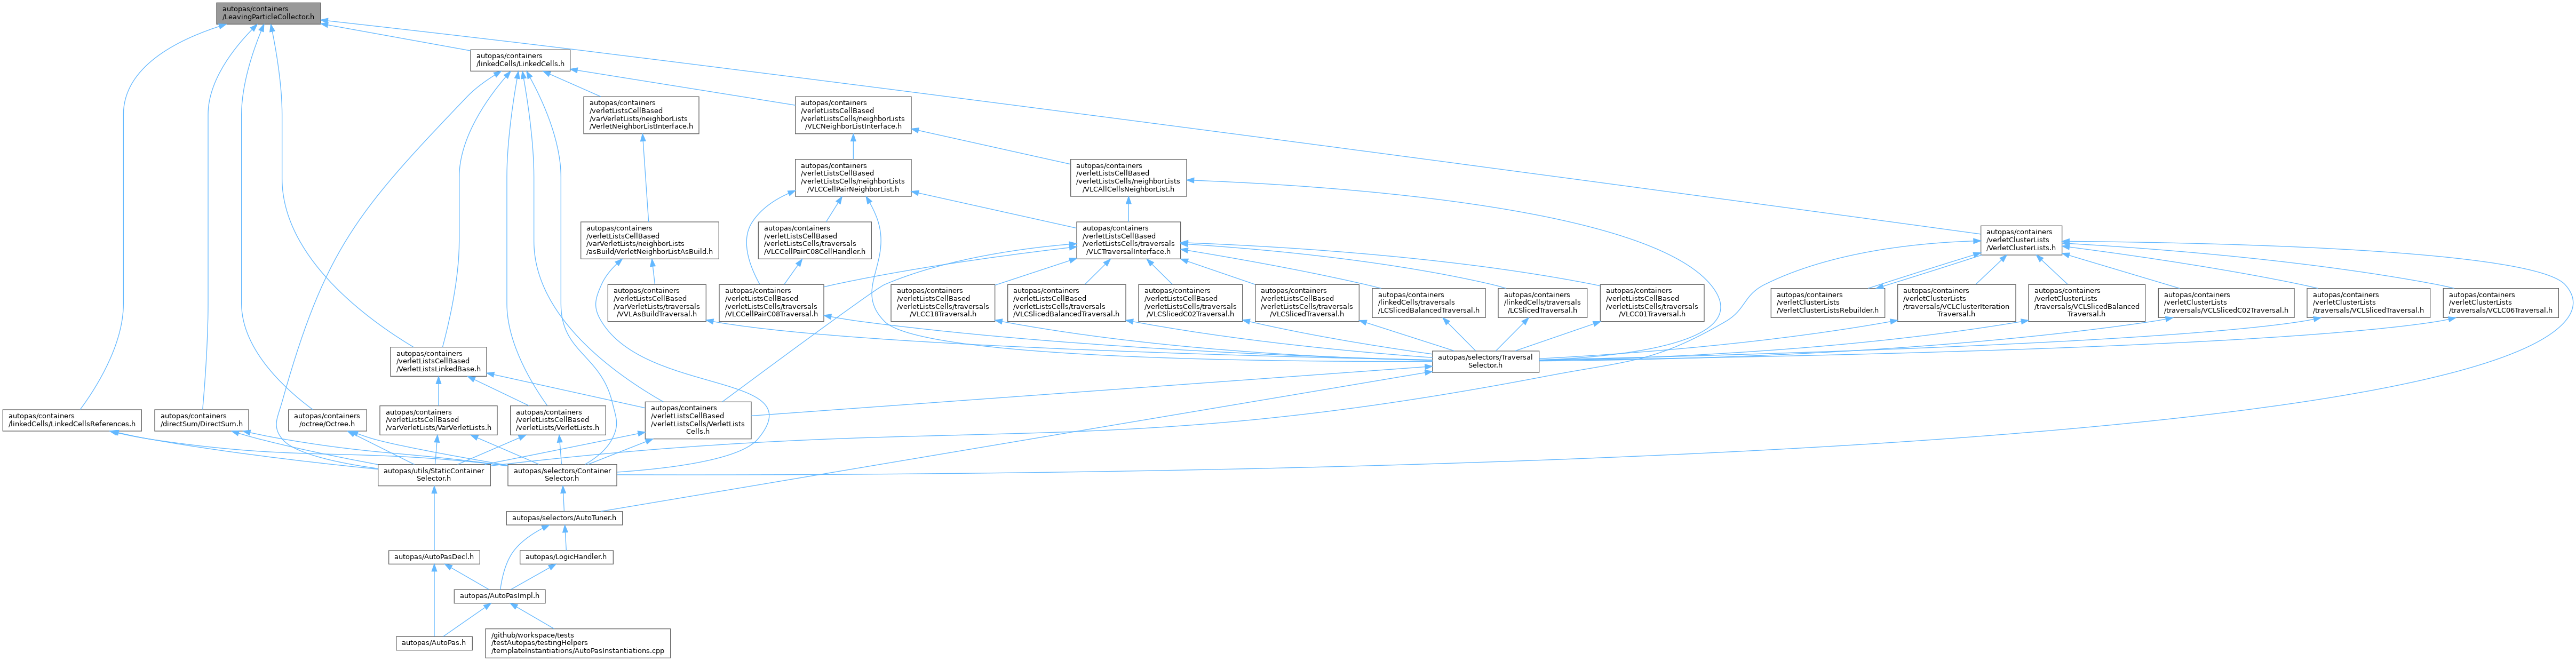 autopas/containers
/LeavingParticleCollector.h
autopas/containers
/linkedCells/LinkedCells.h
autopas/containers
/verletListsCellBased
/varVerletLists/neighborLists
/VerletNeighborListInterface.h
autopas/containers
/verletListsCellBased
/verletListsCells/neighborLists
/VLCNeighborListInterface.h
autopas/containers
/verletListsCellBased
/verletListsCells/neighborLists
/VLCCellPairNeighborList.h
autopas/containers
/verletListsCellBased
/verletListsCells/neighborLists
/VLCAllCellsNeighborList.h
autopas/containers
/verletListsCellBased
/varVerletLists/neighborLists
/asBuild/VerletNeighborListAsBuild.h
autopas/containers
/verletListsCellBased
/verletListsCells/traversals
/VLCCellPairC08CellHandler.h
autopas/containers
/verletListsCellBased
/verletListsCells/traversals
/VLCTraversalInterface.h
autopas/containers
/verletClusterLists
/VerletClusterLists.h
autopas/containers
/verletListsCellBased
/varVerletLists/traversals
/VVLAsBuildTraversal.h
autopas/containers
/verletListsCellBased
/verletListsCells/traversals
/VLCCellPairC08Traversal.h
autopas/containers
/verletListsCellBased
/verletListsCells/traversals
/VLCC18Traversal.h
autopas/containers
/verletListsCellBased
/verletListsCells/traversals
/VLCSlicedBalancedTraversal.h
autopas/containers
/verletListsCellBased
/verletListsCells/traversals
/VLCSlicedC02Traversal.h
autopas/containers
/verletListsCellBased
/verletListsCells/traversals
/VLCSlicedTraversal.h
autopas/containers
/linkedCells/traversals
/LCSlicedBalancedTraversal.h
autopas/containers
/linkedCells/traversals
/LCSlicedTraversal.h
autopas/containers
/verletListsCellBased
/verletListsCells/traversals
/VLCC01Traversal.h
autopas/containers
/verletClusterLists
/VerletClusterListsRebuilder.h
autopas/containers
/verletClusterLists
/traversals/VCLClusterIteration
Traversal.h
autopas/containers
/verletClusterLists
/traversals/VCLSlicedBalanced
Traversal.h
autopas/containers
/verletClusterLists
/traversals/VCLSlicedC02Traversal.h
autopas/containers
/verletClusterLists
/traversals/VCLSlicedTraversal.h
autopas/containers
/verletClusterLists
/traversals/VCLC06Traversal.h
autopas/containers
/verletListsCellBased
/VerletListsLinkedBase.h
autopas/selectors/Traversal
Selector.h
autopas/containers
/linkedCells/LinkedCellsReferences.h
autopas/containers
/directSum/DirectSum.h
autopas/containers
/octree/Octree.h
autopas/containers
/verletListsCellBased
/varVerletLists/VarVerletLists.h
autopas/containers
/verletListsCellBased
/verletLists/VerletLists.h
autopas/containers
/verletListsCellBased
/verletListsCells/VerletLists
Cells.h
autopas/utils/StaticContainer
Selector.h
autopas/selectors/Container
Selector.h
autopas/selectors/AutoTuner.h
autopas/AutoPasDecl.h
autopas/LogicHandler.h
autopas/AutoPasImpl.h
autopas/AutoPas.h
/github/workspace/tests
/testAutopas/testingHelpers
/templateInstantiations/AutoPasInstantiations.cpp